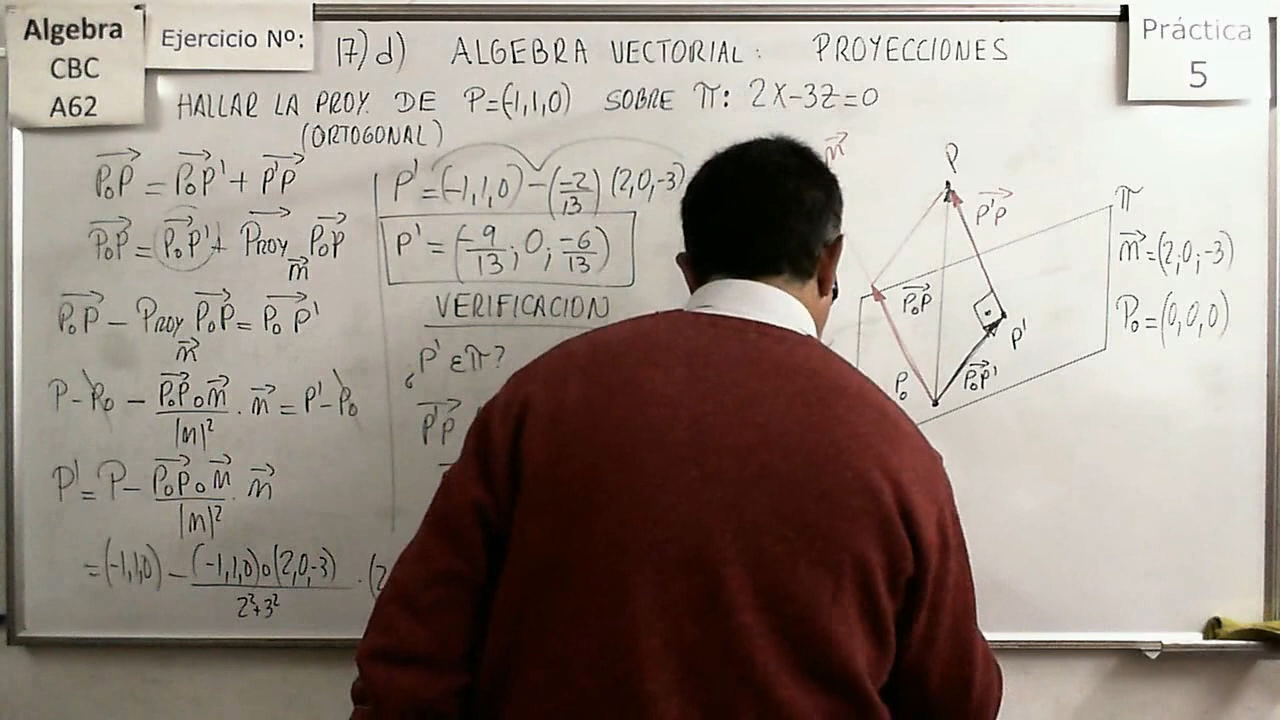 Algebra
CBC
A62
Ejercicio Nº:
17) d) ALGEBRA VECTORIAL: PROYECCIONES
Práctica
5
HALLAR LA PROY. DE P=(-1,1,0) SOBRE π: 2X-3Z=0
(ORTOGONAL)
P₀P = P₀P' + P'P
P₀P = P₀P' + PROY P₀P
m
P₀P - PROY P₀P = P₀P'
m
P - P₀ - P₀P o m / |m|² . m = P' - P₀
P' = P - P₀P o m / |m|² . m
= (-1,1,0) - (-1,1,0) o (2,0,-3) / 2²+3² . (2
P' = (-1,1,0) - (-2/13) (2,0,-3)
P' = (-9/13 ; 0 ; -6/13)
VERIFICACION
¿P' ε π?
P'P
m
P
P'P
π
P₀P
P'
P₀
P₀P'
m = (2;0;-3)
P₀ = (0,0,0)